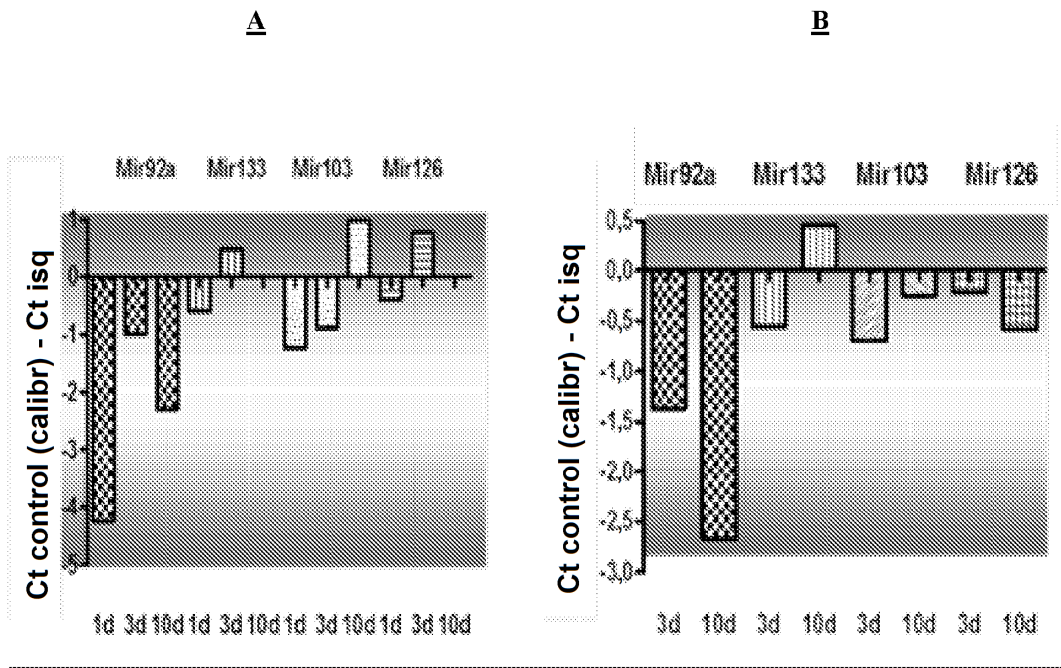 A
B
Mir92a Mir133 Mir103 Mir126
Ct control (calibr) - Ct isq
1
0
-1
-2
-3
-4
-5
1d 3d 10d 1d 3d 10d 1d 3d 10d 1d 3d 10d
Mir92a Mir133 Mir103 Mir126
Ct control (calibr) - Ct isq
0,5
0,0
-0,5
-1,0
-1,5
-2,0
-2,5
-3,0
3d 10d 3d 10d 3d 10d 3d 10d